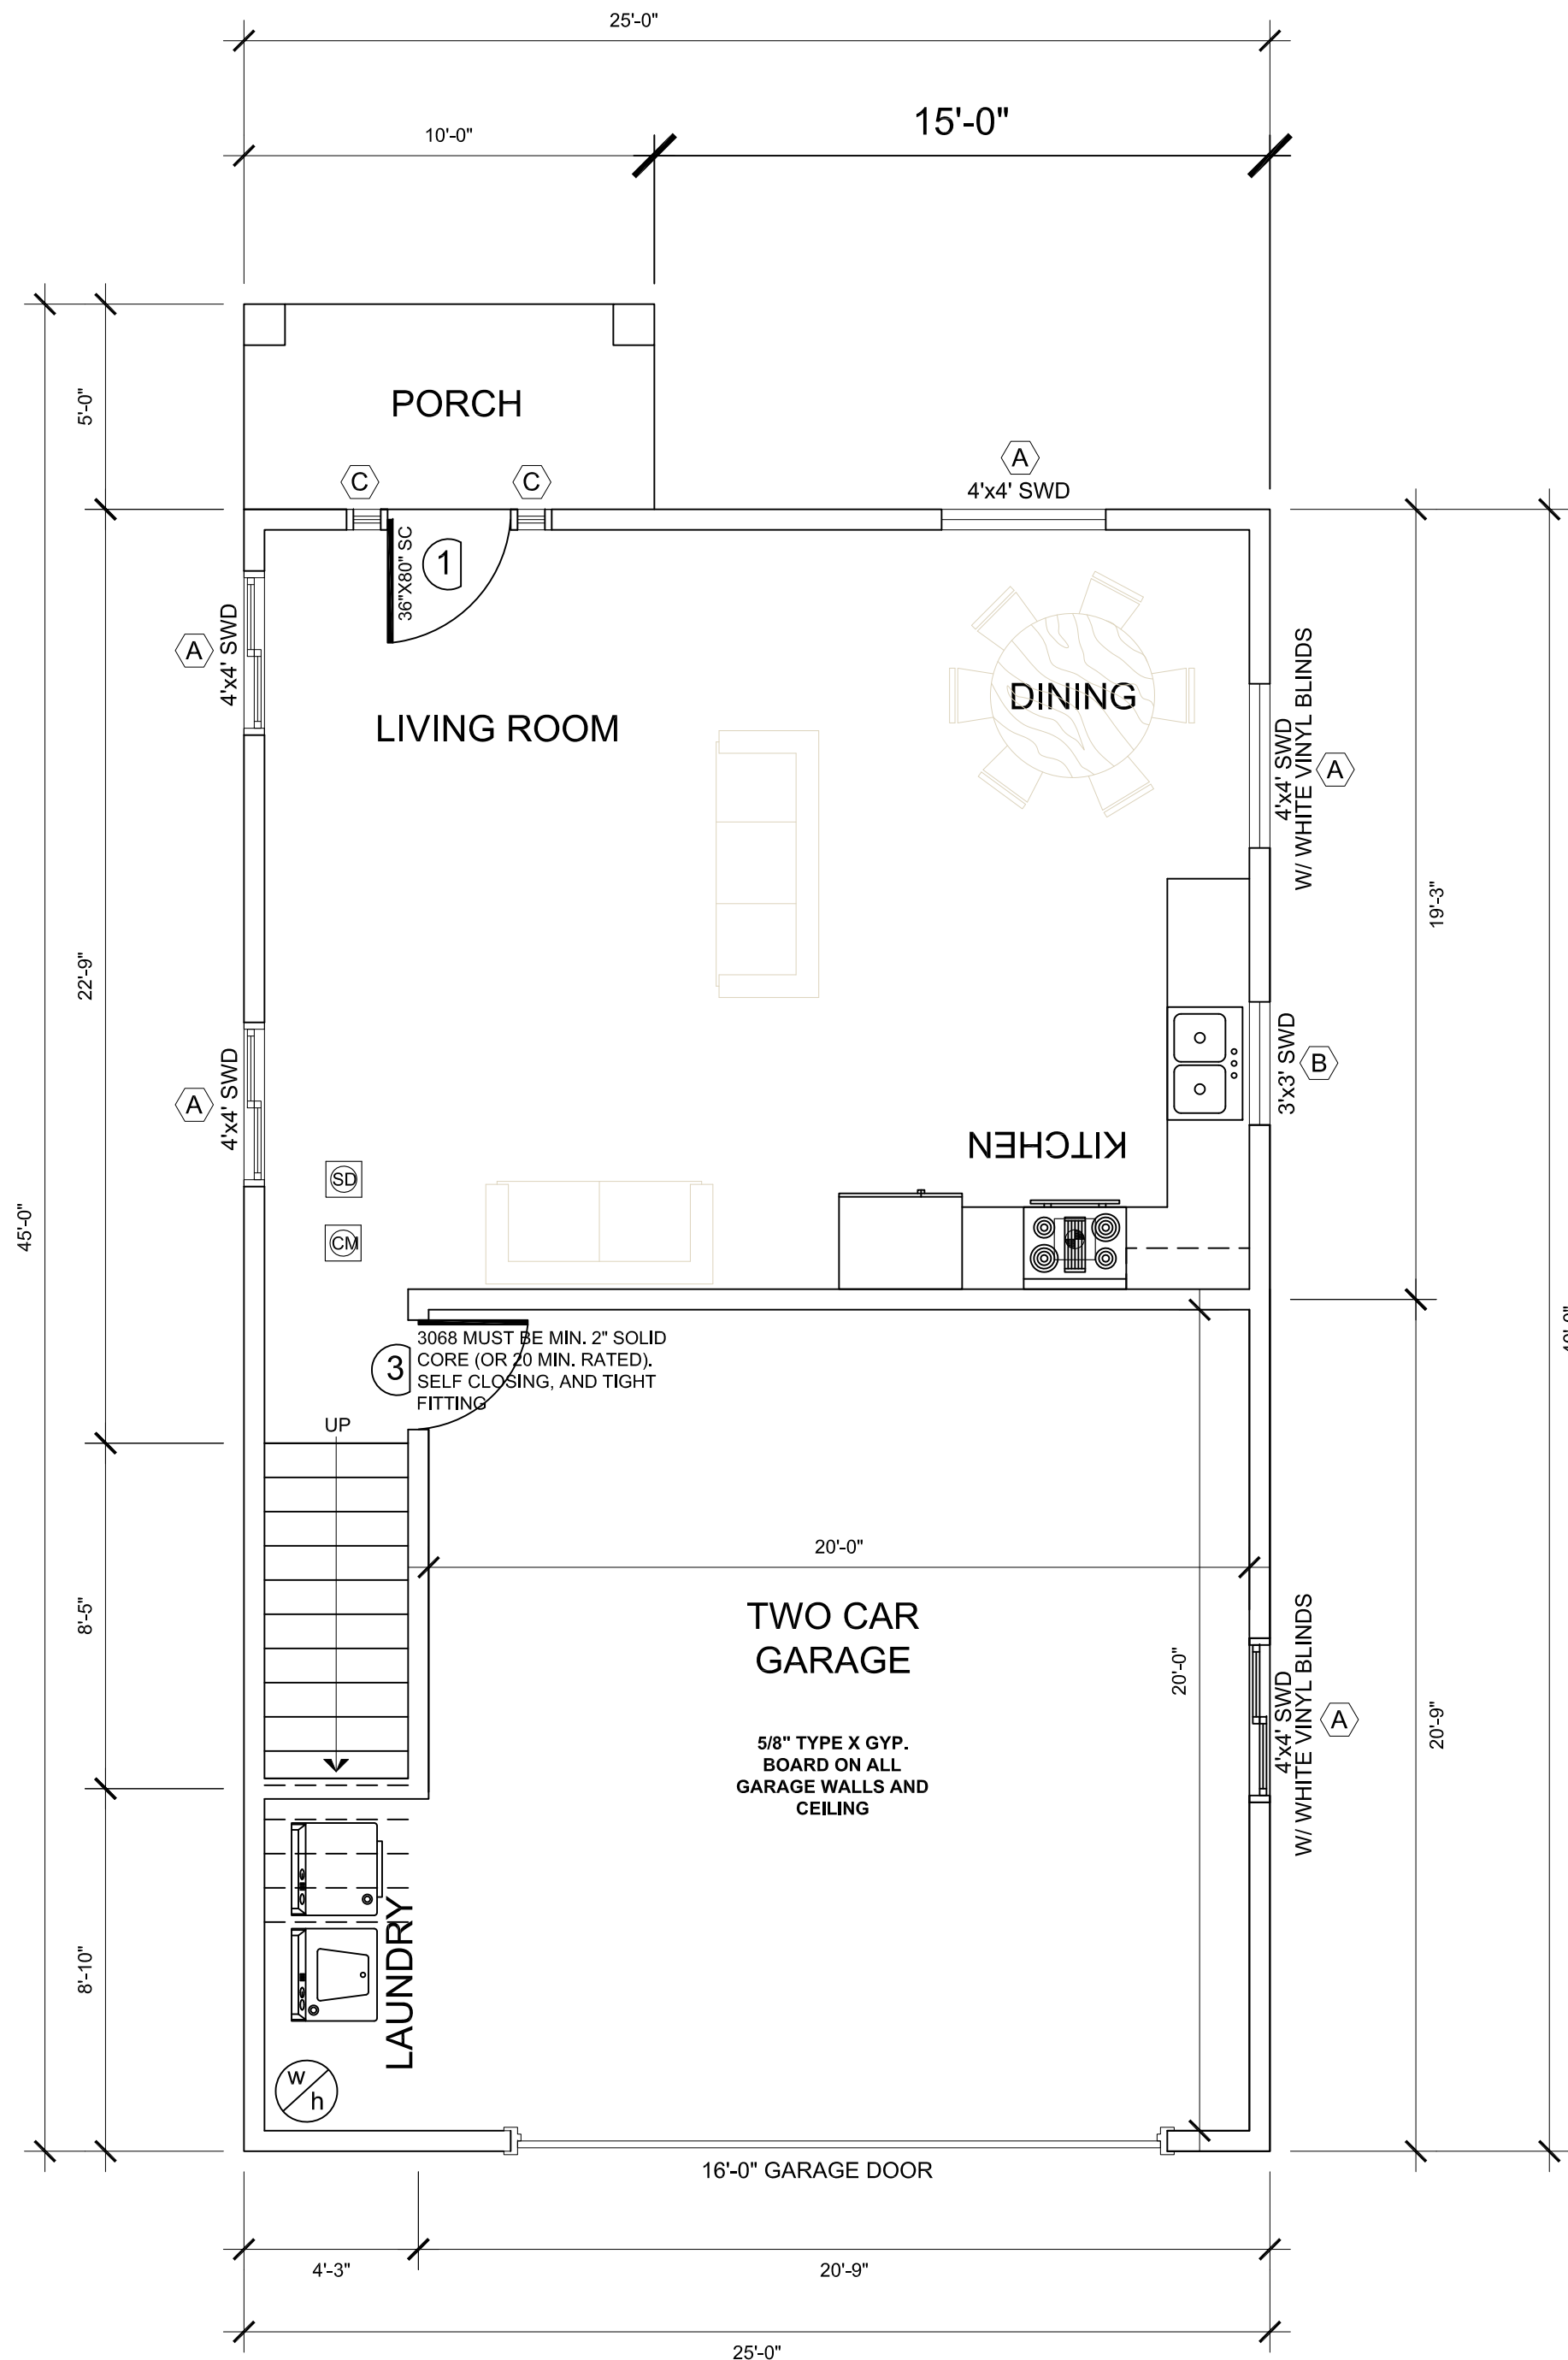 25'-0"
10'-0"
15'-0"
PORCH
5'-0"
C
C
A
4'x4' SWD
36"X80" SC
1
A
4'x4' SWD
LIVING ROOM
DINING
4'x4' SWD
W/ WHITE VINYL BLINDS
A
22'-9"
19'-3"
A
4'x4' SWD
3'x3' SWD
B
KITCHEN
SD
CM
45'-0"
3
3068 MUST BE MIN. 2" SOLID
CORE (OR 20 MIN. RATED).
SELF CLOSING, AND TIGHT
FITTING
UP
20'-0"
8'-5"
TWO CAR
GARAGE
20'-0"
4'x4' SWD
W/ WHITE VINYL BLINDS
A
20'-9"
5/8" TYPE X GYP.
BOARD ON ALL
GARAGE WALLS AND
CEILING
8'-10"
LAUNDRY
w
h
16'-0" GARAGE DOOR
4'-3"
20'-9"
25'-0"